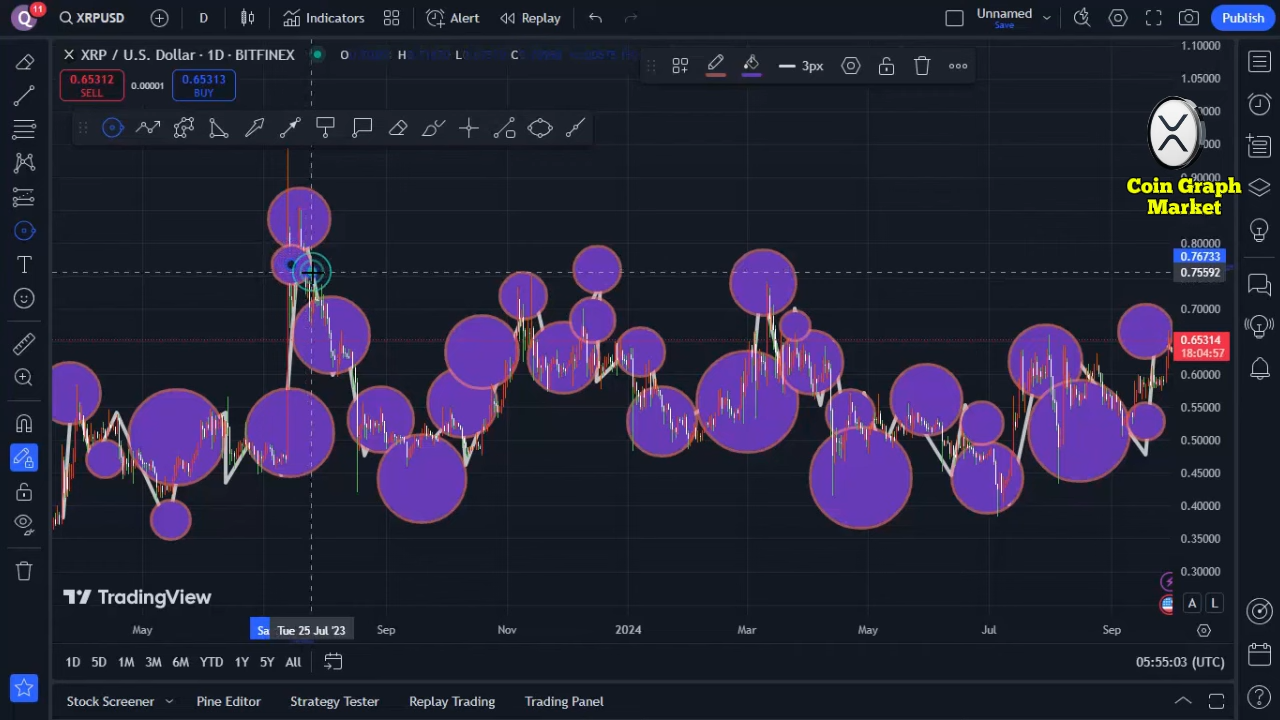 Q 11 XRPUSD D Indicators Alert Replay Unnamed Save Publish
XRP / U.S. Dollar · 1D · BITFINEX O H L C
0.65312 SELL 0.00001 0.65313 BUY
3px
1.10000
1.05000
Coin Graph
Market
0.80000
0.76733
0.75592
0.70000
0.65314
18:04:57
0.60000
0.55000
0.50000
0.45000
0.40000
0.35000
0.30000
TradingView
A L
May Sa Tue 25 Jul '23 Sep Nov 2024 Mar May Jul Sep
1D 5D 1M 3M 6M YTD 1Y 5Y All 05:55:03 (UTC)
Stock Screener Pine Editor Strategy Tester Replay Trading Trading Panel